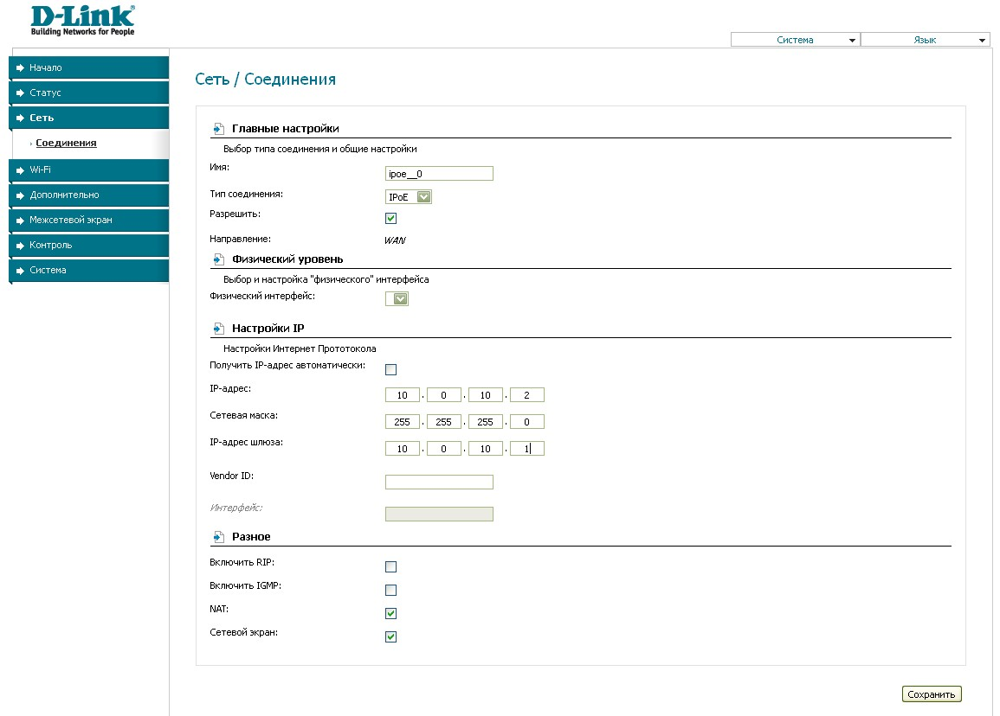 D-Link
Building Networks for People
Система
Язык
Начало
Статус
Сеть
Соединения
Wi-Fi
Дополнительно
Межсетевой экран
Контроль
Система
Сеть / Соединения
Главные настройки
Выбор типа соединения и общие настройки
Имя: ipoe__0
Тип соединения: IPoE
Разрешить:
Направление: WAN
Физический уровень
Выбор и настройка "физического" интерфейса
Физический интерфейс:
Настройки IP
Настройки Интернет Прототокола
Получить IP-адрес автоматически:
IP-адрес: 10 . 0 . 10 . 2
Сетевая маска: 255 . 255 . 255 . 0
IP-адрес шлюза: 10 . 0 . 10 . 1
Vendor ID:
Интерфейс:
Разное
Включить RIP:
Включить IGMP:
NAT:
Сетевой экран:
Сохранить